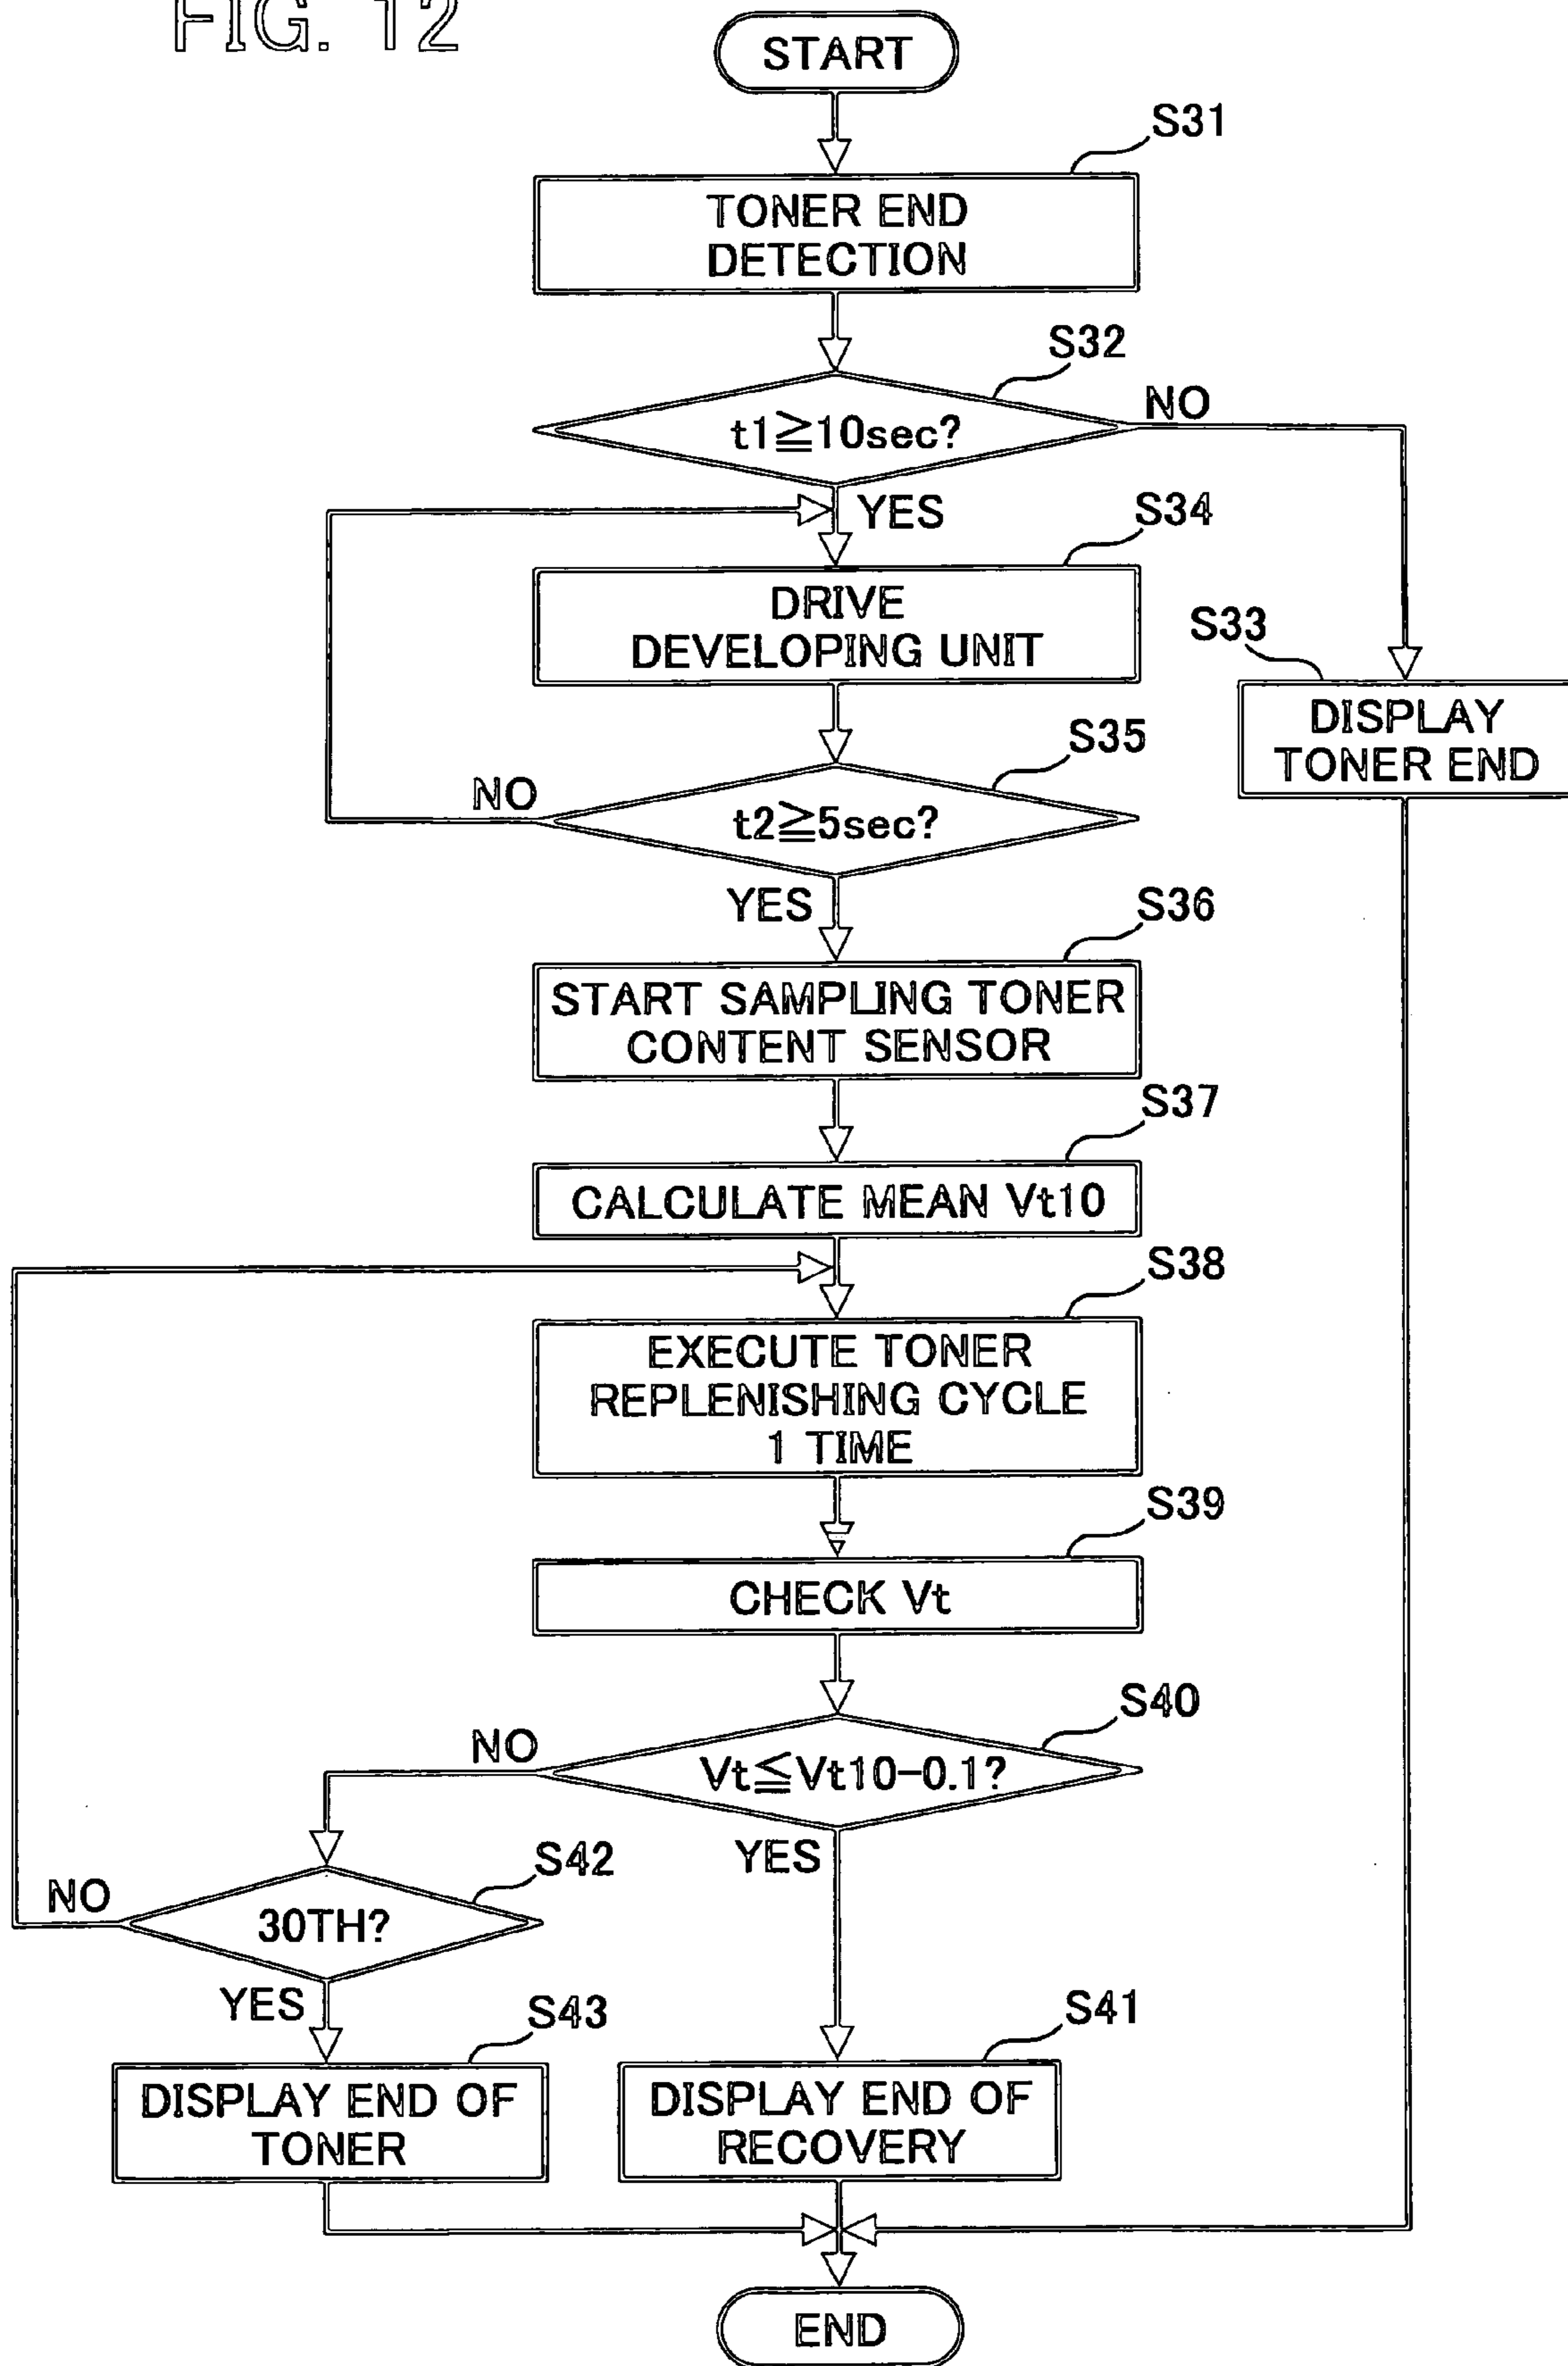 FIG. 12
START
S31
TONER END
DETECTION
S32
t1≧10sec?
NO
YES
S34
DRIVE
DEVELOPING UNIT
S33
DISPLAY
TONER END
S35
t2≧5sec?
NO
YES
S36
START SAMPLING TONER
CONTENT SENSOR
S37
CALCULATE MEAN Vt10
S38
EXECUTE TONER
REPLENISHING CYCLE
1 TIME
S39
CHECK Vt
S40
Vt≦Vt10-0.1?
NO
YES
S42
30TH?
NO
YES
S43
DISPLAY END OF
TONER
S41
DISPLAY END OF
RECOVERY
END